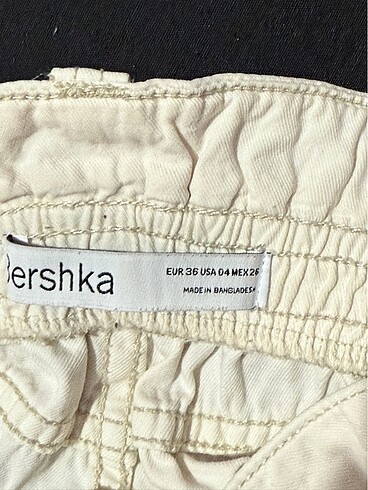 Bershka
EUR 36 USA 04 MEX 26
MADE IN BANGLADESH